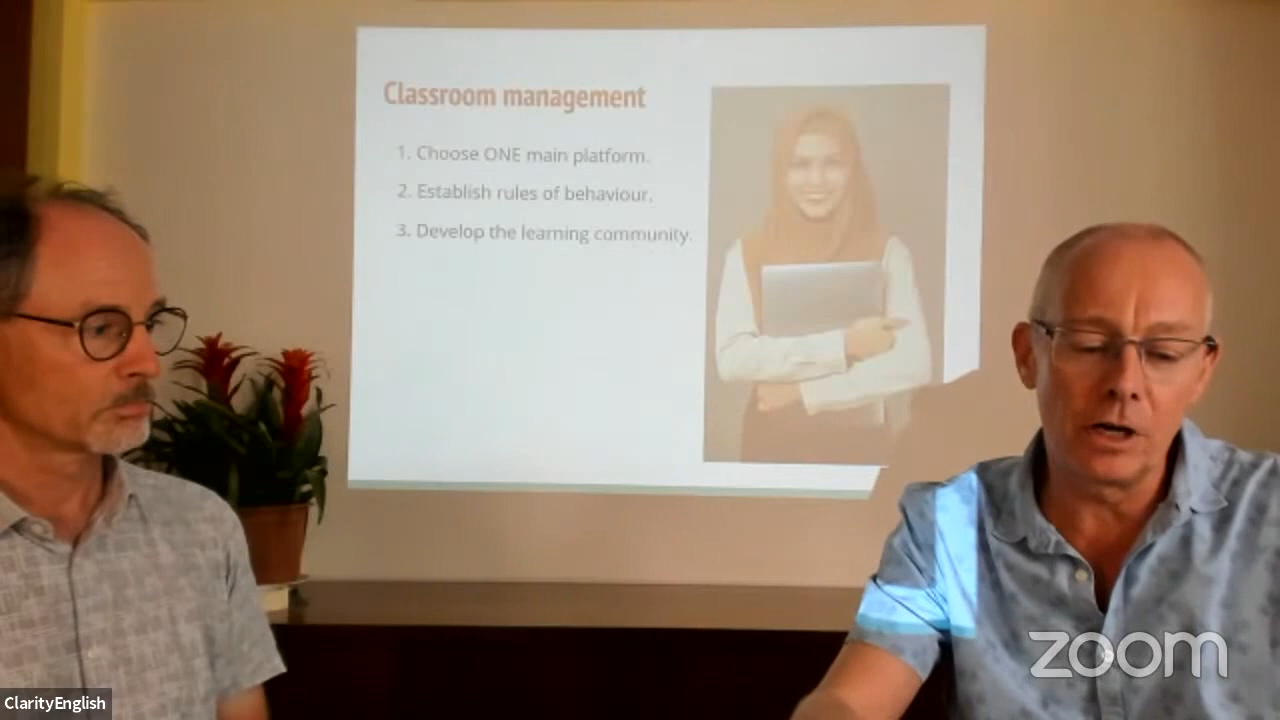 Classroom management
1. Choose ONE main platform.
2. Establish rules of behaviour.
3. Develop the learning community.
zoom
ClarityEnglish